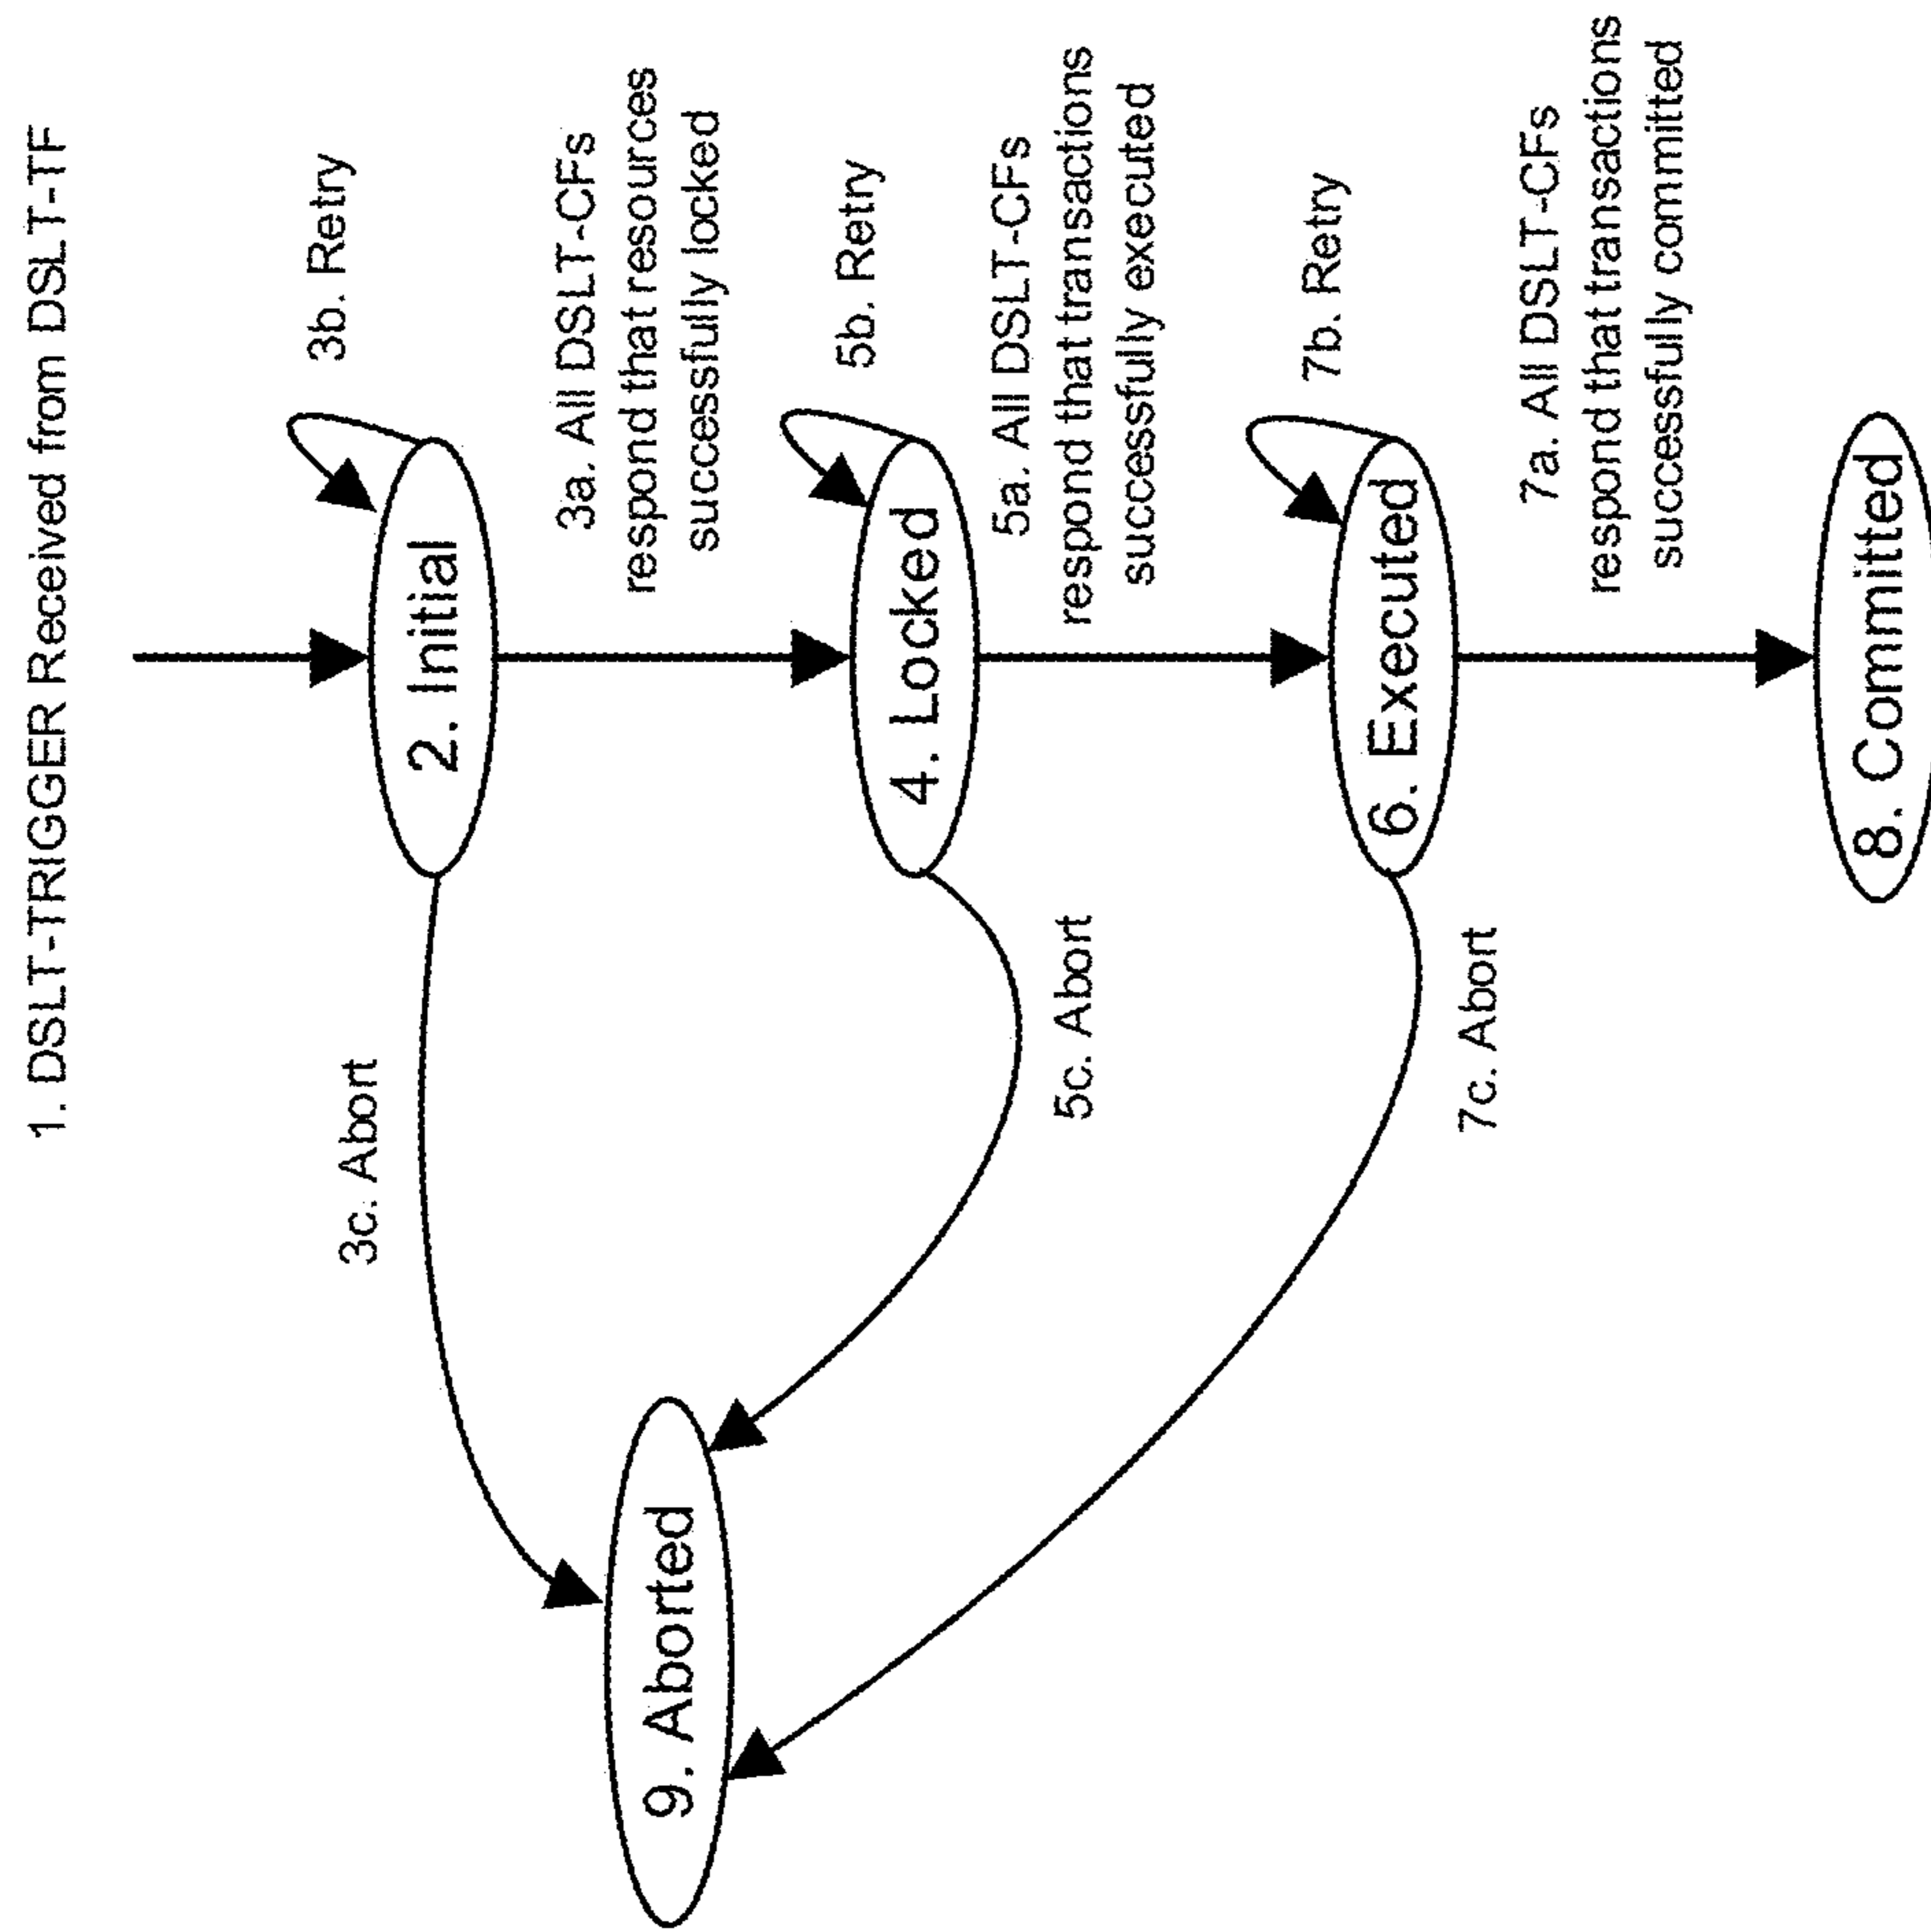 1. DSLT-TRIGGER Received from DSLT-TF
3b. Retry
2. Initial
3c. Abort
3a. All DSLT-CFs
respond that resources
successfully locked
5b. Retry
4. Locked
9. Aborted
5c. Abort
5a. All DSLT-CFs
respond that transactions
successfully executed
7b. Retry
6. Executed
7c. Abort
7a. All DSLT-CFs
respond that transactions
successfully committed
8. Committed